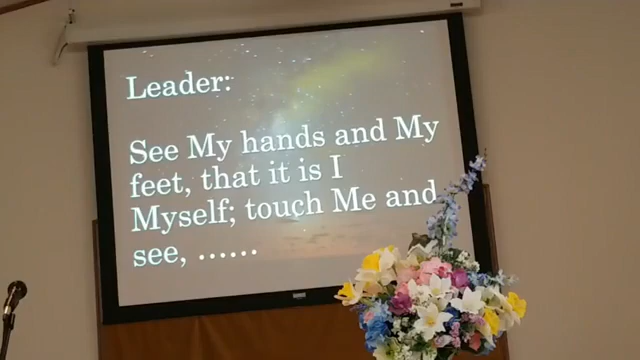 Leader:
See My hands and My
feet, that it is I
Myself; touch Me and
see, ......